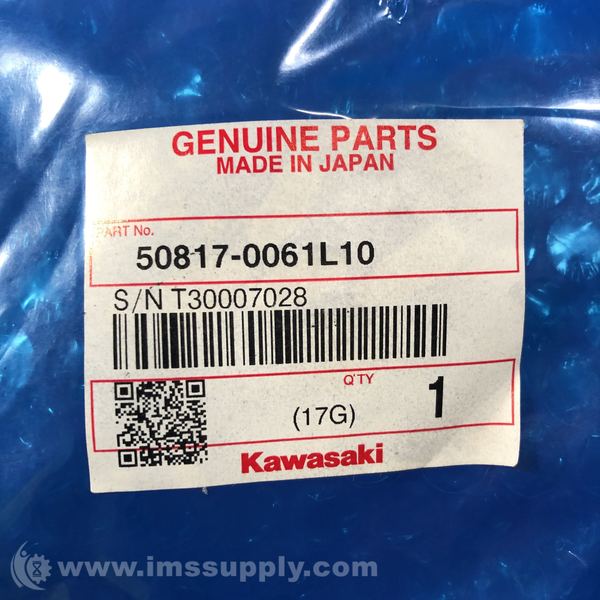 GENUINE PARTS
MADE IN JAPAN
PART No.
50817-0061L10
S/N T30007028
Q'TY
(17G) 1
Kawasaki
www.imssupply.com